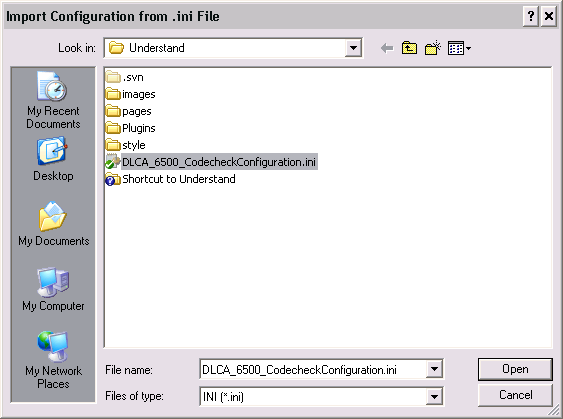 Import Configuration from .ini File
? X
Look in: Understand
.svn
images
pages
Plugins
style
DLCA_6500_CodecheckConfiguration.ini
Shortcut to Understand
My Recent
Documents
Desktop
My Documents
My Computer
My Network
Places
File name: DLCA_6500_CodecheckConfiguration.ini Open
Files of type: INI (*.ini) Cancel